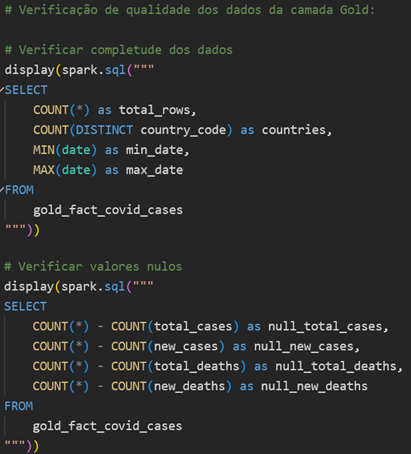 # Verificação de qualidade dos dados da camada Gold:
# Verificar completude dos dados
display(spark.sql("""
SELECT
    COUNT(*) as total_rows,
    COUNT(DISTINCT country_code) as countries,
    MIN(date) as min_date,
    MAX(date) as max_date
FROM
    gold_fact_covid_cases
"""))
# Verificar valores nulos
display(spark.sql("""
SELECT
    COUNT(*) - COUNT(total_cases) as null_total_cases,
    COUNT(*) - COUNT(new_cases) as null_new_cases,
    COUNT(*) - COUNT(total_deaths) as null_total_deaths,
    COUNT(*) - COUNT(new_deaths) as null_new_deaths
FROM
    gold_fact_covid_cases
"""))